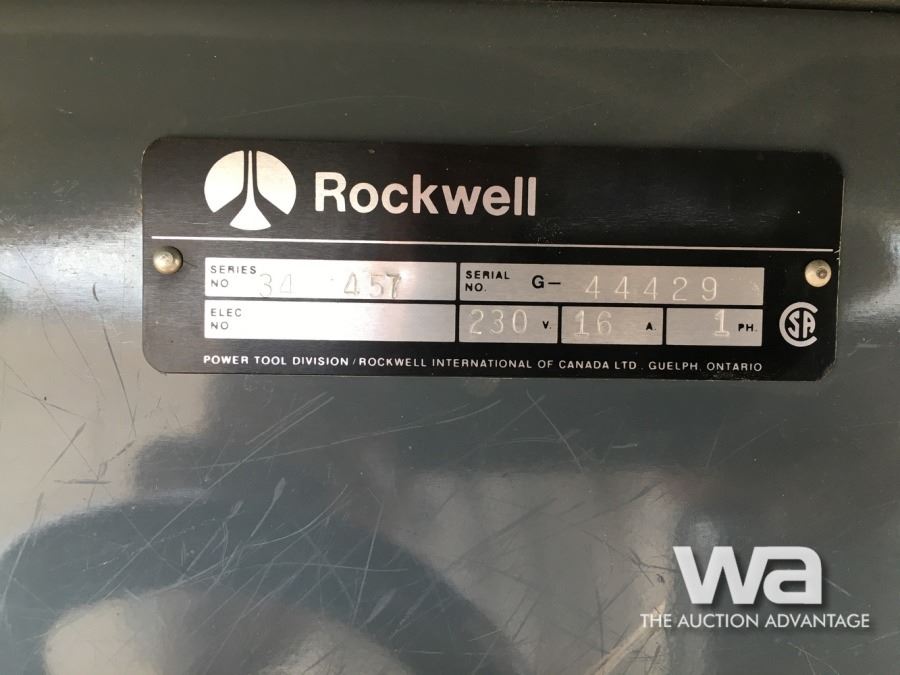 Rockwell
SERIES NO 34 457 SERIAL NO. G- 44429
ELEC NO 230 V. 16 A. 1 PH.
CSA
POWER TOOL DIVISION / ROCKWELL INTERNATIONAL OF CANADA LTD. GUELPH, ONTARIO
wa
THE AUCTION ADVANTAGE